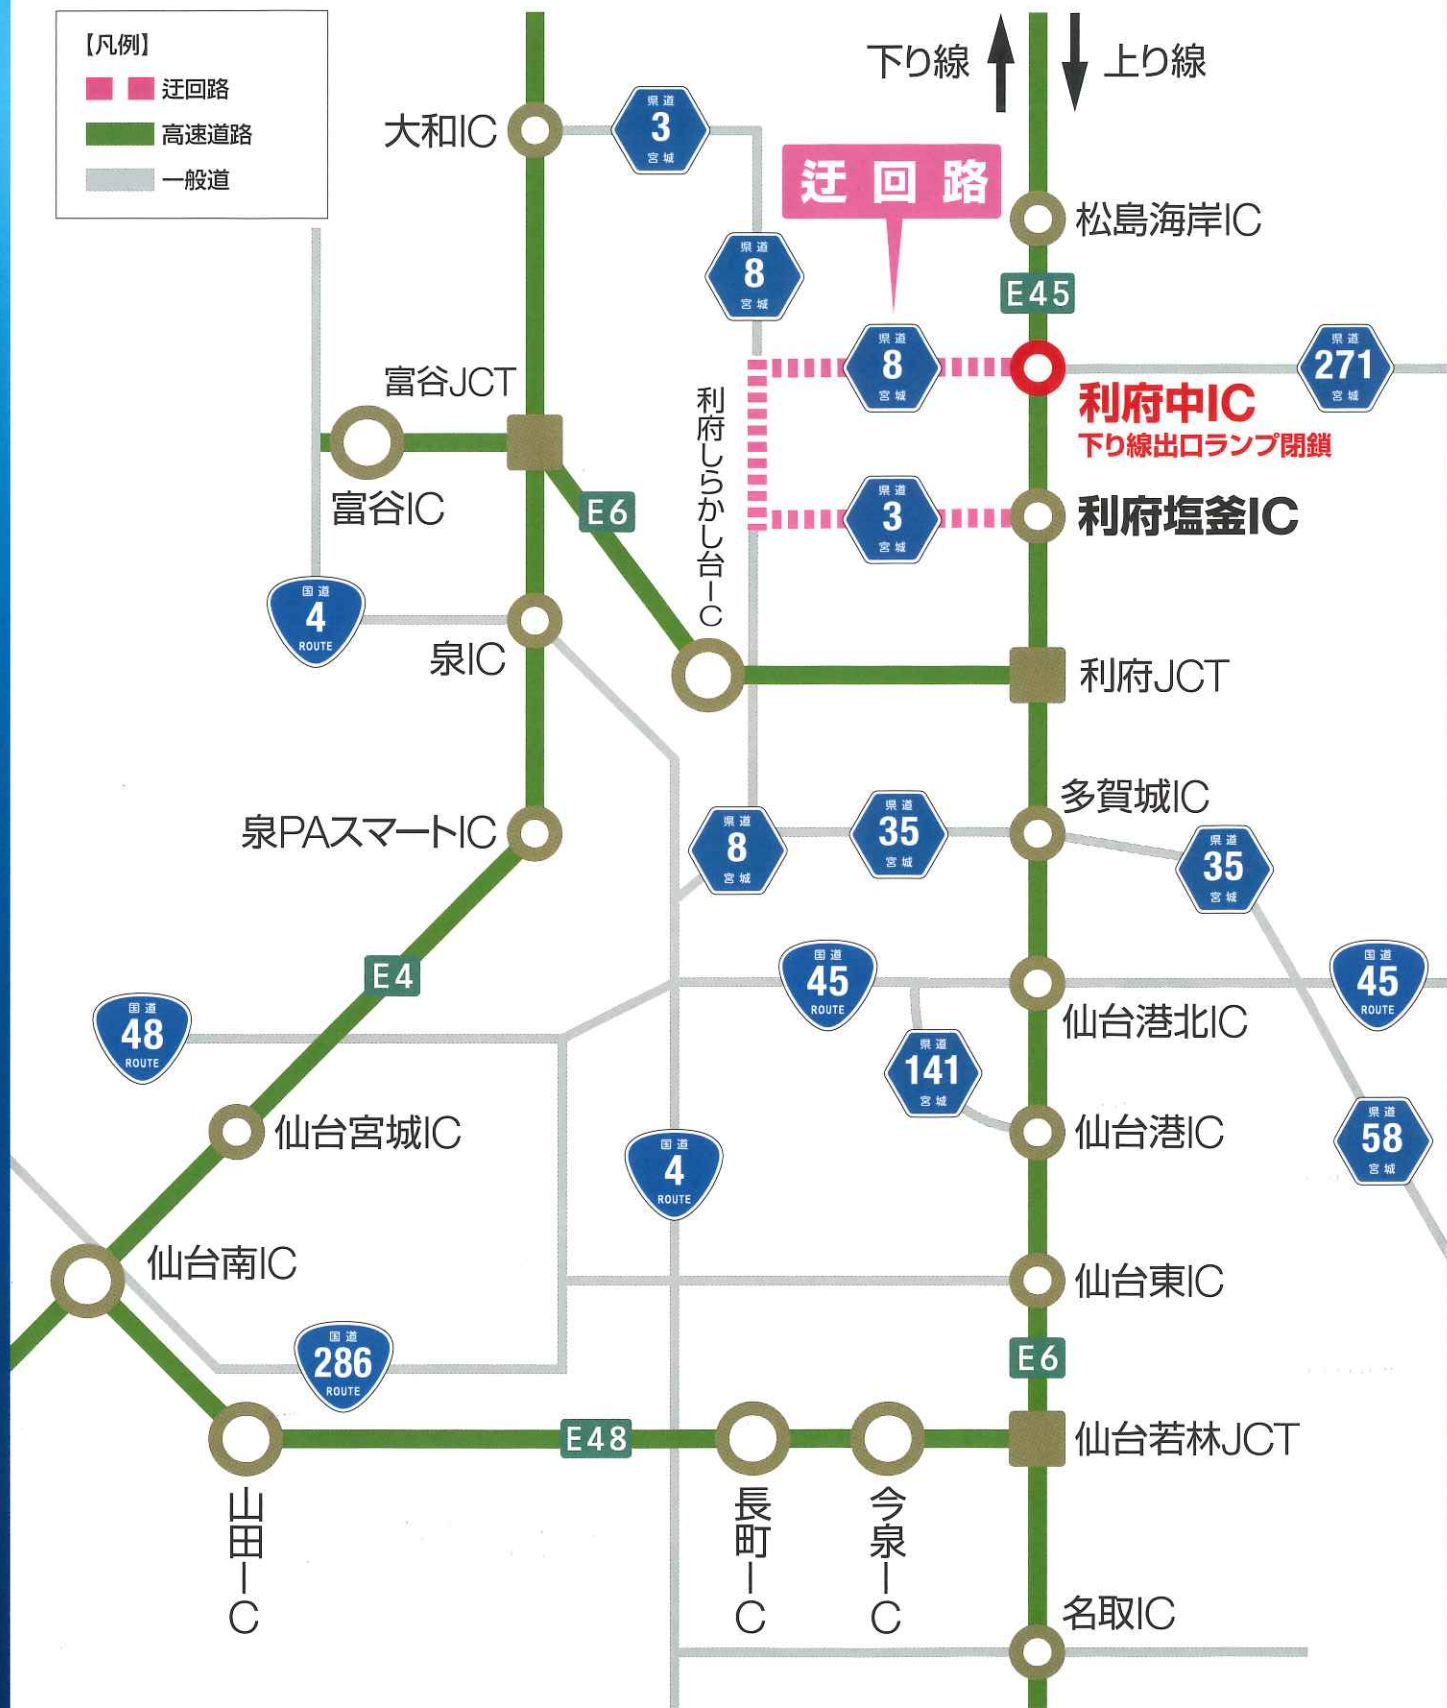 【凡例】
迂回路
高速道路
一般道
下り線
上り線
大和IC
県道
3
宮城
迂回路
松島海岸IC
県道
8
宮城
E45
県道
8
宮城
県道
271
宮城
利府中IC
下り線出口ランプ閉鎖
富谷JCT
利府しらかし台IC
富谷IC
E6
県道
3
宮城
利府塩釜IC
国道
4
ROUTE
泉IC
利府JCT
多賀城IC
泉PAスマートIC
県道
8
宮城
県道
35
宮城
県道
35
宮城
E4
国道
45
ROUTE
国道
45
ROUTE
国道
48
ROUTE
仙台港北IC
県道
141
宮城
仙台宮城IC
仙台港IC
県道
58
宮城
国道
4
ROUTE
仙台南IC
仙台東IC
国道
286
ROUTE
E6
E48
仙台若林JCT
山田IC
長町IC
今泉IC
名取IC